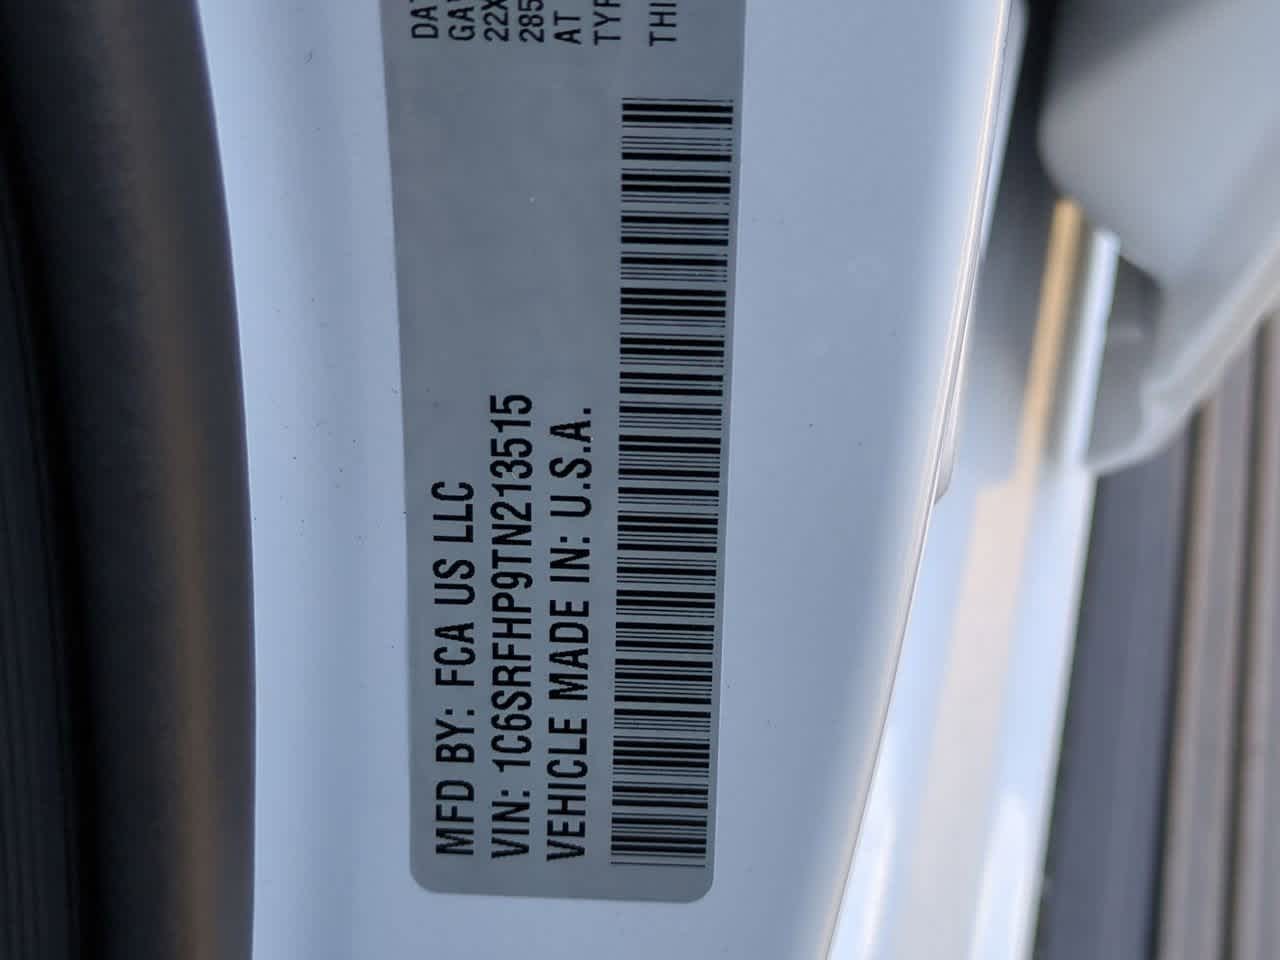 MFD BY: FCA US LLC
VIN: 1C6SRFHP9TN213515
VEHICLE MADE IN: U.S.A.